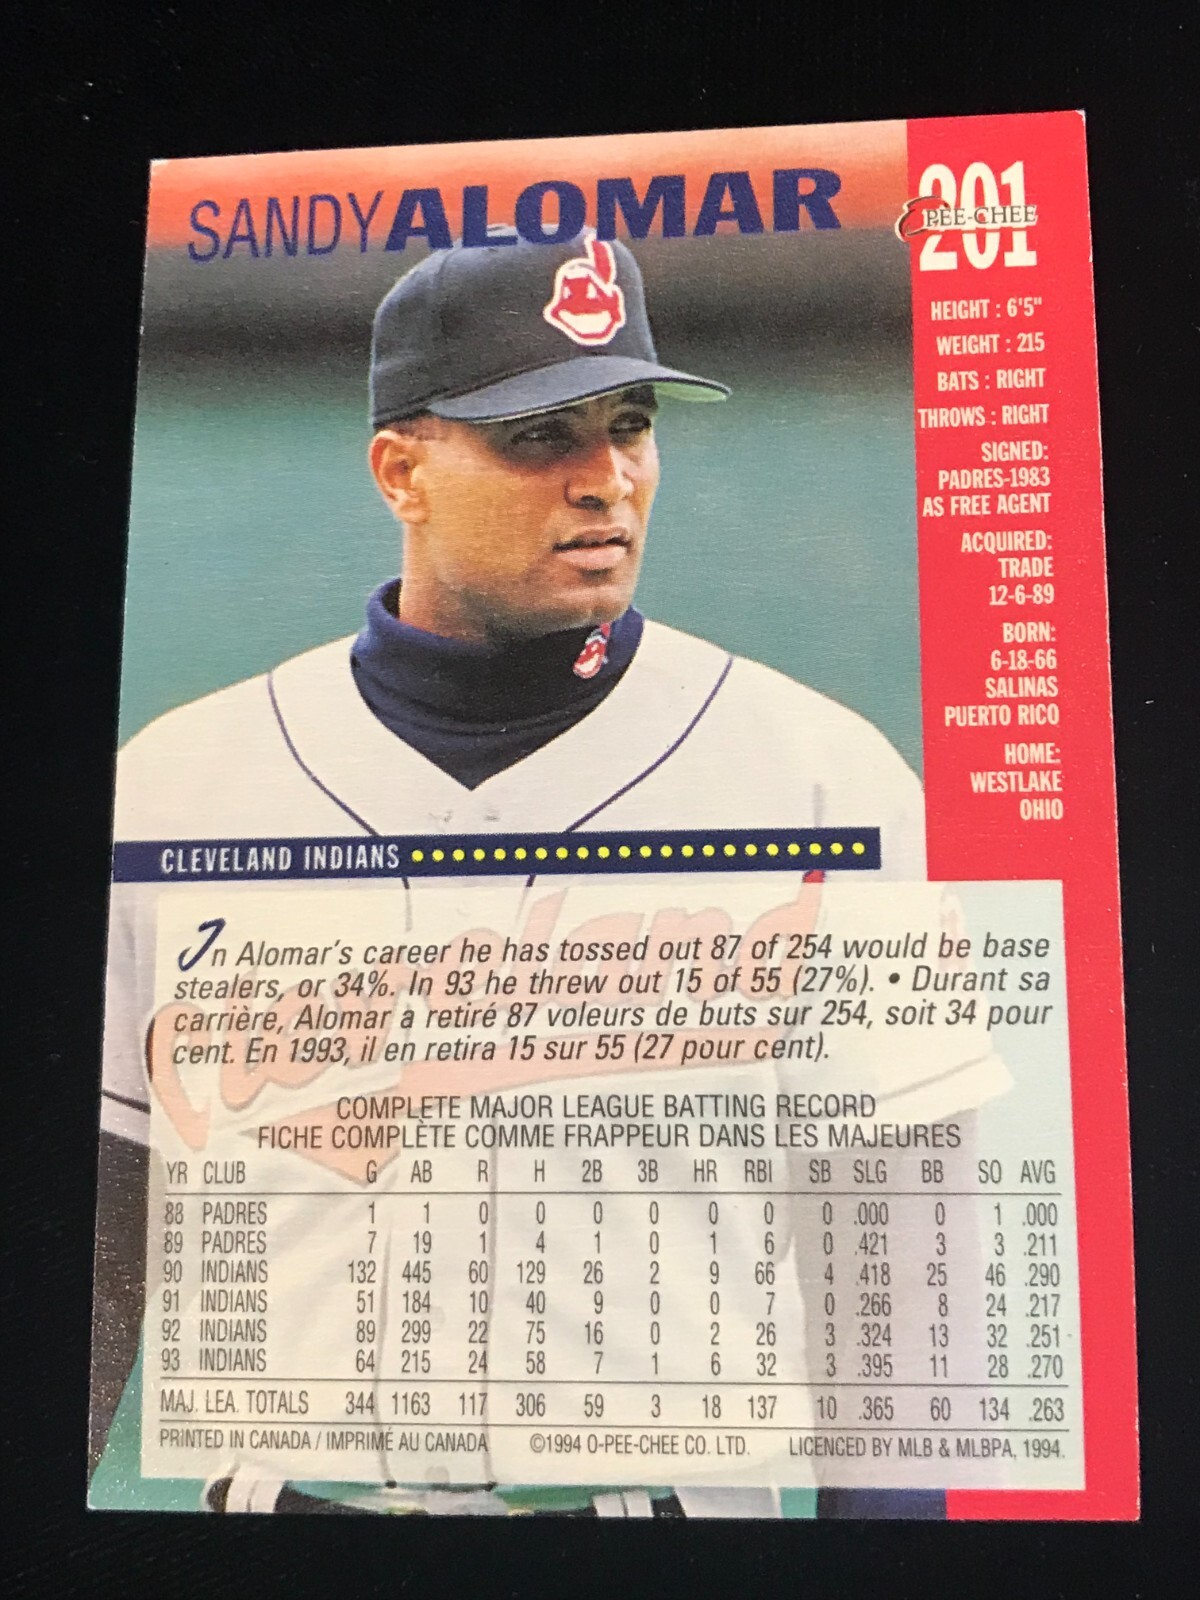 SANDY ALOMAR
201
O-PEE-CHEE
HEIGHT : 6'5"
WEIGHT : 215
BATS : RIGHT
THROWS : RIGHT
SIGNED:
PADRES-1983
AS FREE AGENT
ACQUIRED:
TRADE
12-6-89
BORN:
6-18-66
SALINAS
PUERTO RICO
HOME:
WESTLAKE
OHIO
CLEVELAND INDIANS
Cleveland
In Alomar's career he has tossed out 87 of 254 would be base
stealers, or 34%. In 93 he threw out 15 of 55 (27%). • Durant sa
carrière, Alomar a retiré 87 voleurs de buts sur 254, soit 34 pour
cent. En 1993, il en retira 15 sur 55 (27 pour cent).
COMPLETE MAJOR LEAGUE BATTING RECORD
FICHE COMPLÈTE COMME FRAPPEUR DANS LES MAJEURES
YR CLUB G AB R H 2B 3B HR RBI SB SLG BB SO AVG
88 PADRES 1 1 0 0 0 0 0 0 0 .000 0 1 .000
89 PADRES 7 19 1 4 1 0 1 6 0 .421 3 3 .211
90 INDIANS 132 445 60 129 26 2 9 66 4 .418 25 46 .290
91 INDIANS 51 184 10 40 9 0 0 7 0 .266 8 24 .217
92 INDIANS 89 299 22 75 16 0 2 26 3 .324 13 32 .251
93 INDIANS 64 215 24 58 7 1 6 32 3 .395 11 28 .270
MAJ. LEA. TOTALS 344 1163 117 306 59 3 18 137 10 .365 60 134 .263
PRINTED IN CANADA / IMPRIMÉ AU CANADA ©1994 O-PEE-CHEE CO. LTD. LICENCED BY MLB & MLBPA, 1994.